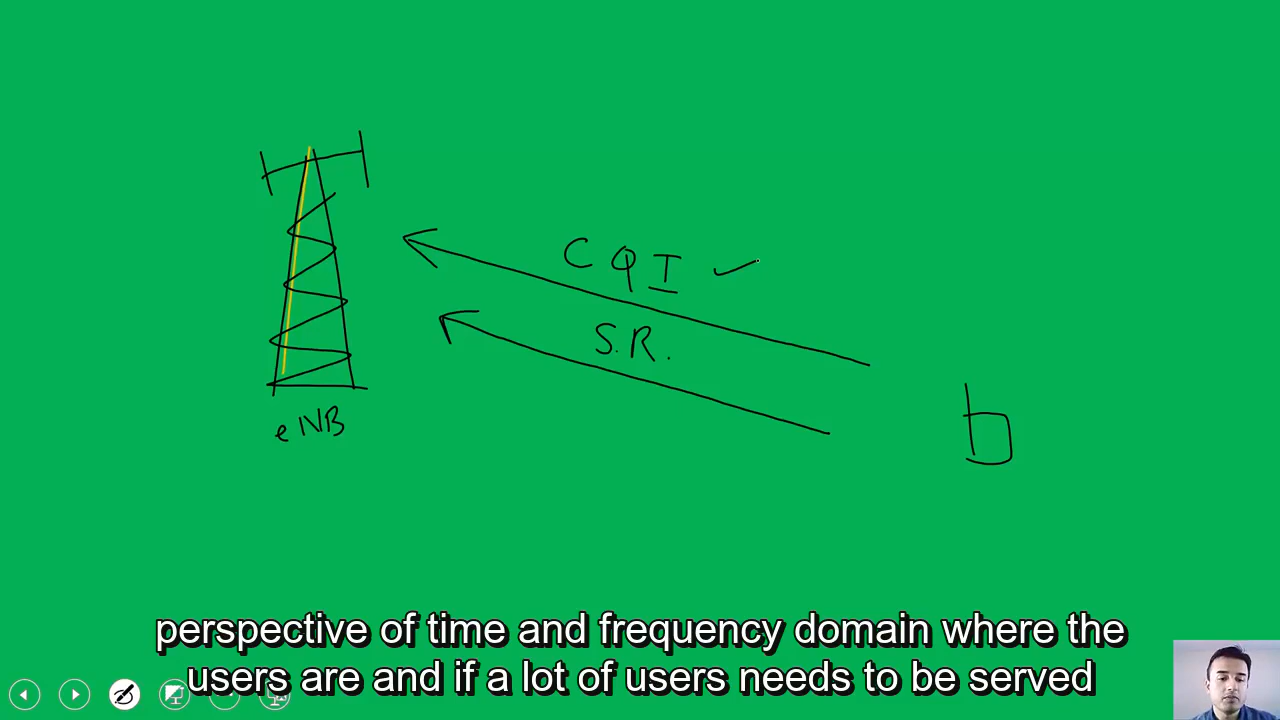 CQI
S.R.
eNB
perspective of time and frequency domain where the
users are and if a lot of users needs to be served